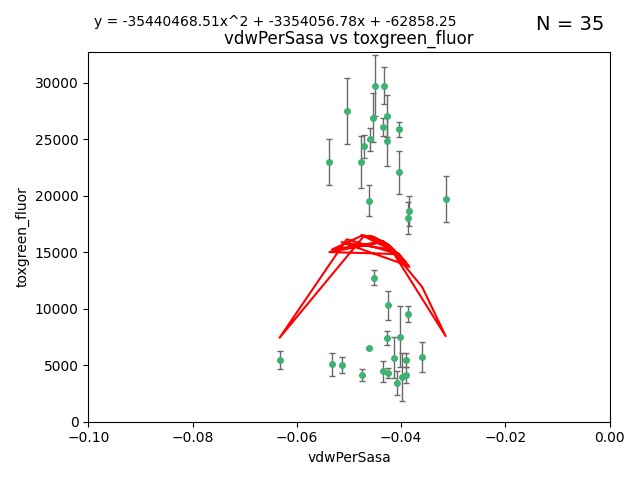 y = -35440468.51x^2 + -3354056.78x + -62858.25
N = 35
vdwPerSasa vs toxgreen_fluor
30000
25000
20000
15000
10000
5000
0
toxgreen_fluor
−0.10
−0.08
−0.06
−0.04
−0.02
0.00
vdwPerSasa